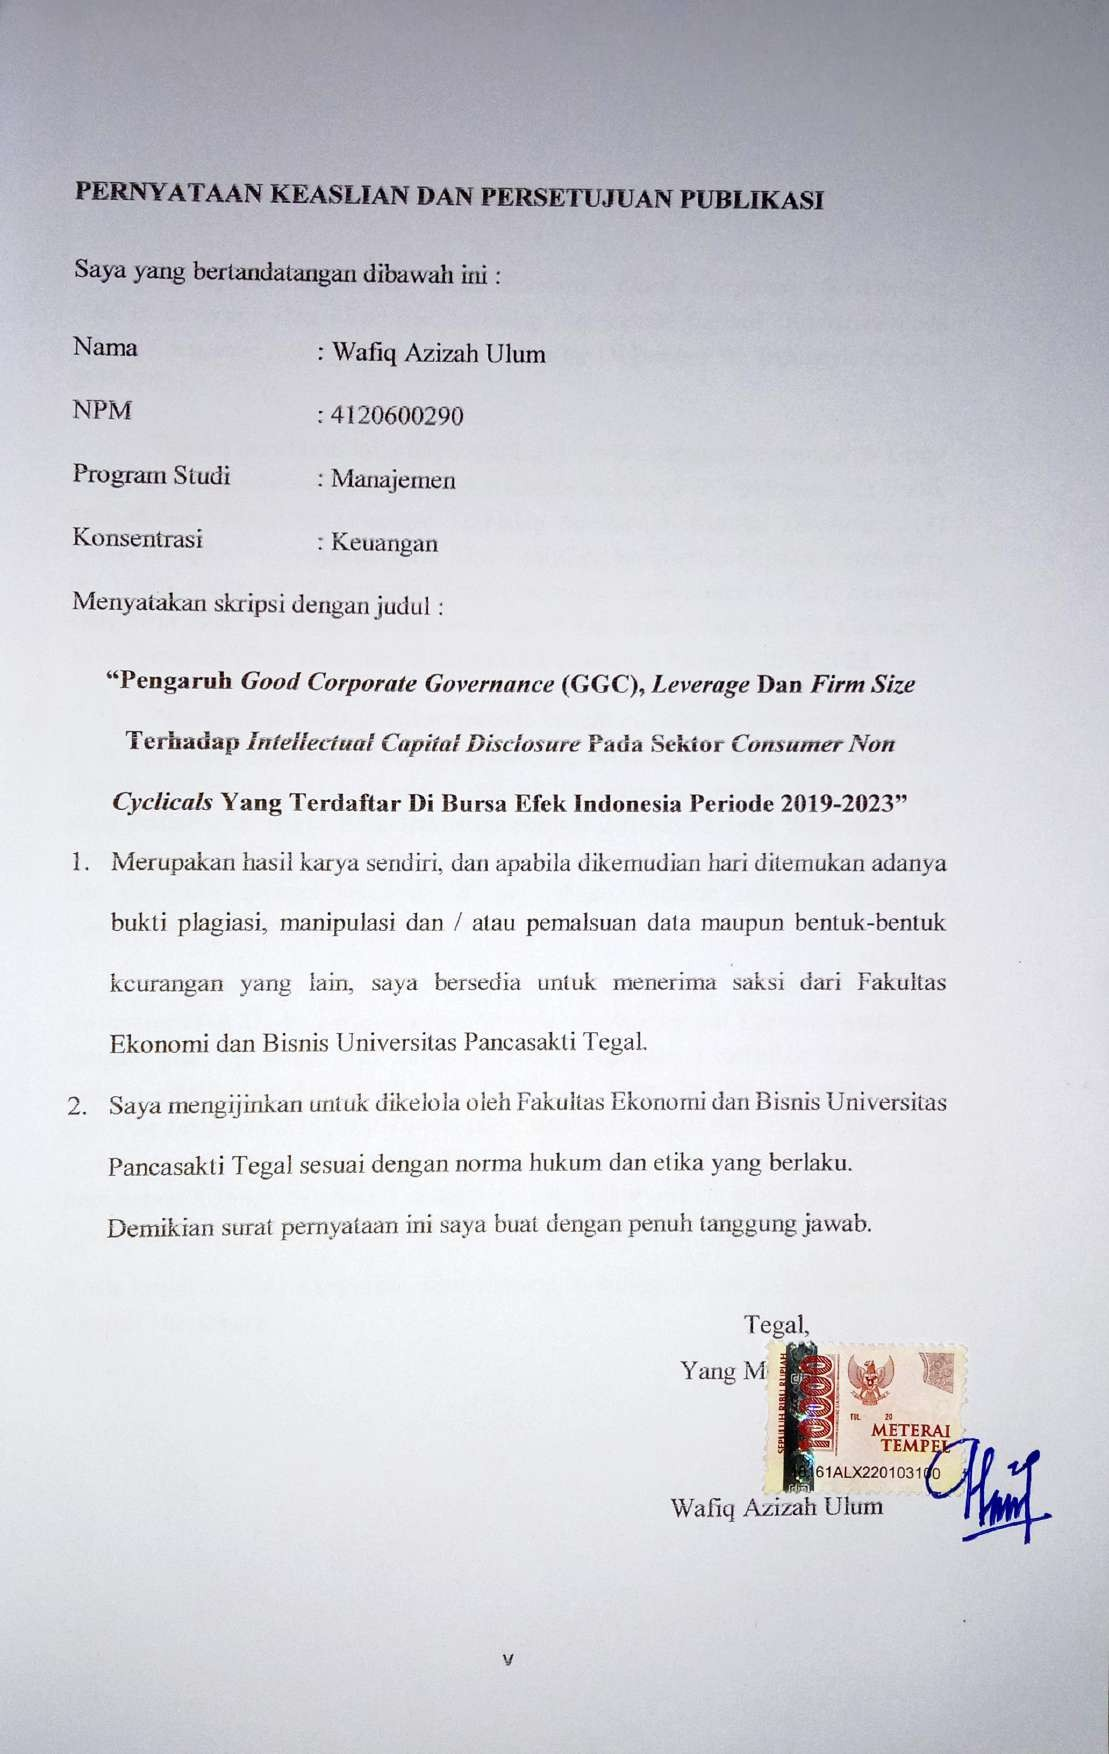 PERNYATAAN KEASLIAN DAN PERSETUJUAN PUBLIKASI
Saya yang bertandatangan dibawah ini :
Nama : Wafiq Azizah Ulum
NPM : 4120600290
Program Studi : Manajemen
Konsentrasi : Keuangan
Menyatakan skripsi dengan judul :
“Pengaruh Good Corporate Governance (GGC), Leverage Dan Firm Size
Terhadap Intellectual Capital Disclosure Pada Sektor Consumer Non
Cyclicals Yang Terdaftar Di Bursa Efek Indonesia Periode 2019-2023”
1. Merupakan hasil karya sendiri, dan apabila dikemudian hari ditemukan adanya
bukti plagiasi, manipulasi dan / atau pemalsuan data maupun bentuk-bentuk
kcurangan yang lain, saya bersedia untuk menerima saksi dari Fakultas
Ekonomi dan Bisnis Universitas Pancasakti Tegal.
2. Saya mengijinkan untuk dikelola oleh Fakultas Ekonomi dan Bisnis Universitas
Pancasakti Tegal sesuai dengan norma hukum dan etika yang berlaku.
Demikian surat pernyataan ini saya buat dengan penuh tanggung jawab.
Tegal,
Yang M
SEPULUH RIBU RUPIAH
10000
TGL. 20
METERAI
TEMPEL
161ALX220103100
Wafiq Azizah Ulum
v